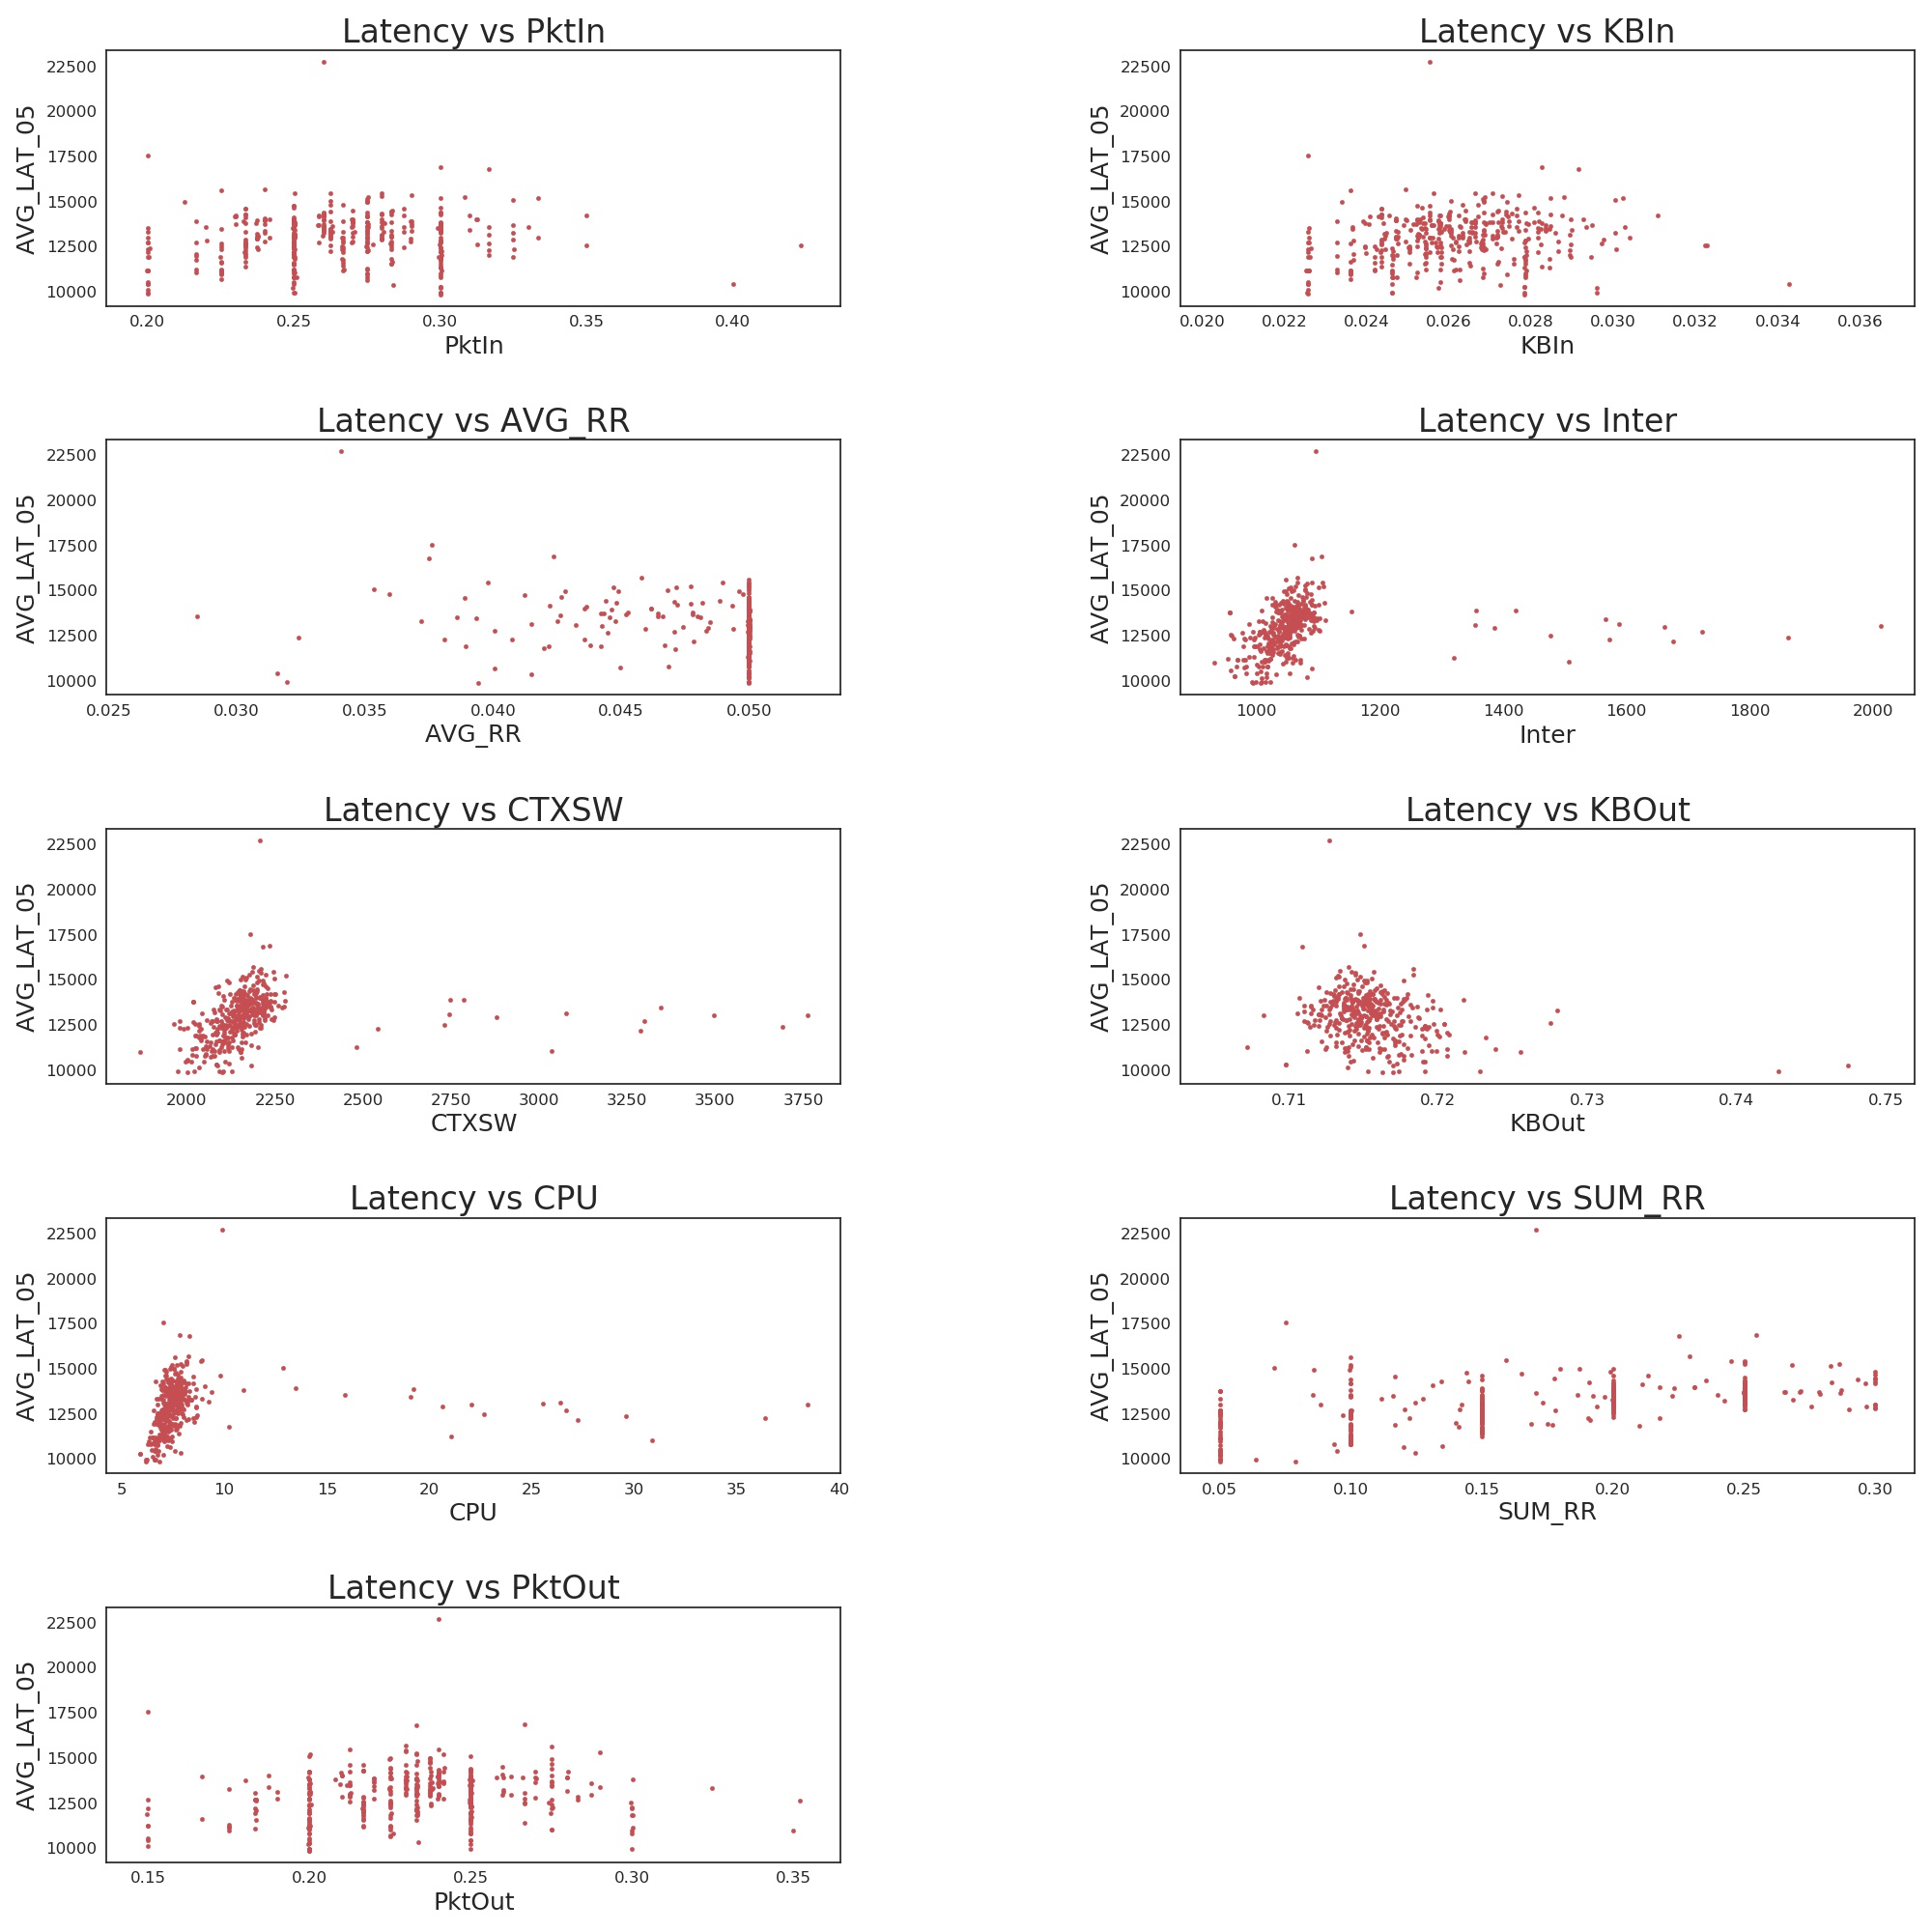 Latency vs PktIn
AVG_LAT_05
22500
20000
17500
15000
12500
10000
0.20 0.25 0.30 0.35 0.40
PktIn
Latency vs KBIn
AVG_LAT_05
22500
20000
17500
15000
12500
10000
0.020 0.022 0.024 0.026 0.028 0.030 0.032 0.034 0.036
KBIn
Latency vs AVG_RR
AVG_LAT_05
22500
20000
17500
15000
12500
10000
0.025 0.030 0.035 0.040 0.045 0.050
AVG_RR
Latency vs Inter
AVG_LAT_05
22500
20000
17500
15000
12500
10000
1000 1200 1400 1600 1800 2000
Inter
Latency vs CTXSW
AVG_LAT_05
22500
20000
17500
15000
12500
10000
2000 2250 2500 2750 3000 3250 3500 3750
CTXSW
Latency vs KBOut
AVG_LAT_05
22500
20000
17500
15000
12500
10000
0.71 0.72 0.73 0.74 0.75
KBOut
Latency vs CPU
AVG_LAT_05
22500
20000
17500
15000
12500
10000
5 10 15 20 25 30 35 40
CPU
Latency vs SUM_RR
AVG_LAT_05
22500
20000
17500
15000
12500
10000
0.05 0.10 0.15 0.20 0.25 0.30
SUM_RR
Latency vs PktOut
AVG_LAT_05
22500
20000
17500
15000
12500
10000
0.15 0.20 0.25 0.30 0.35
PktOut